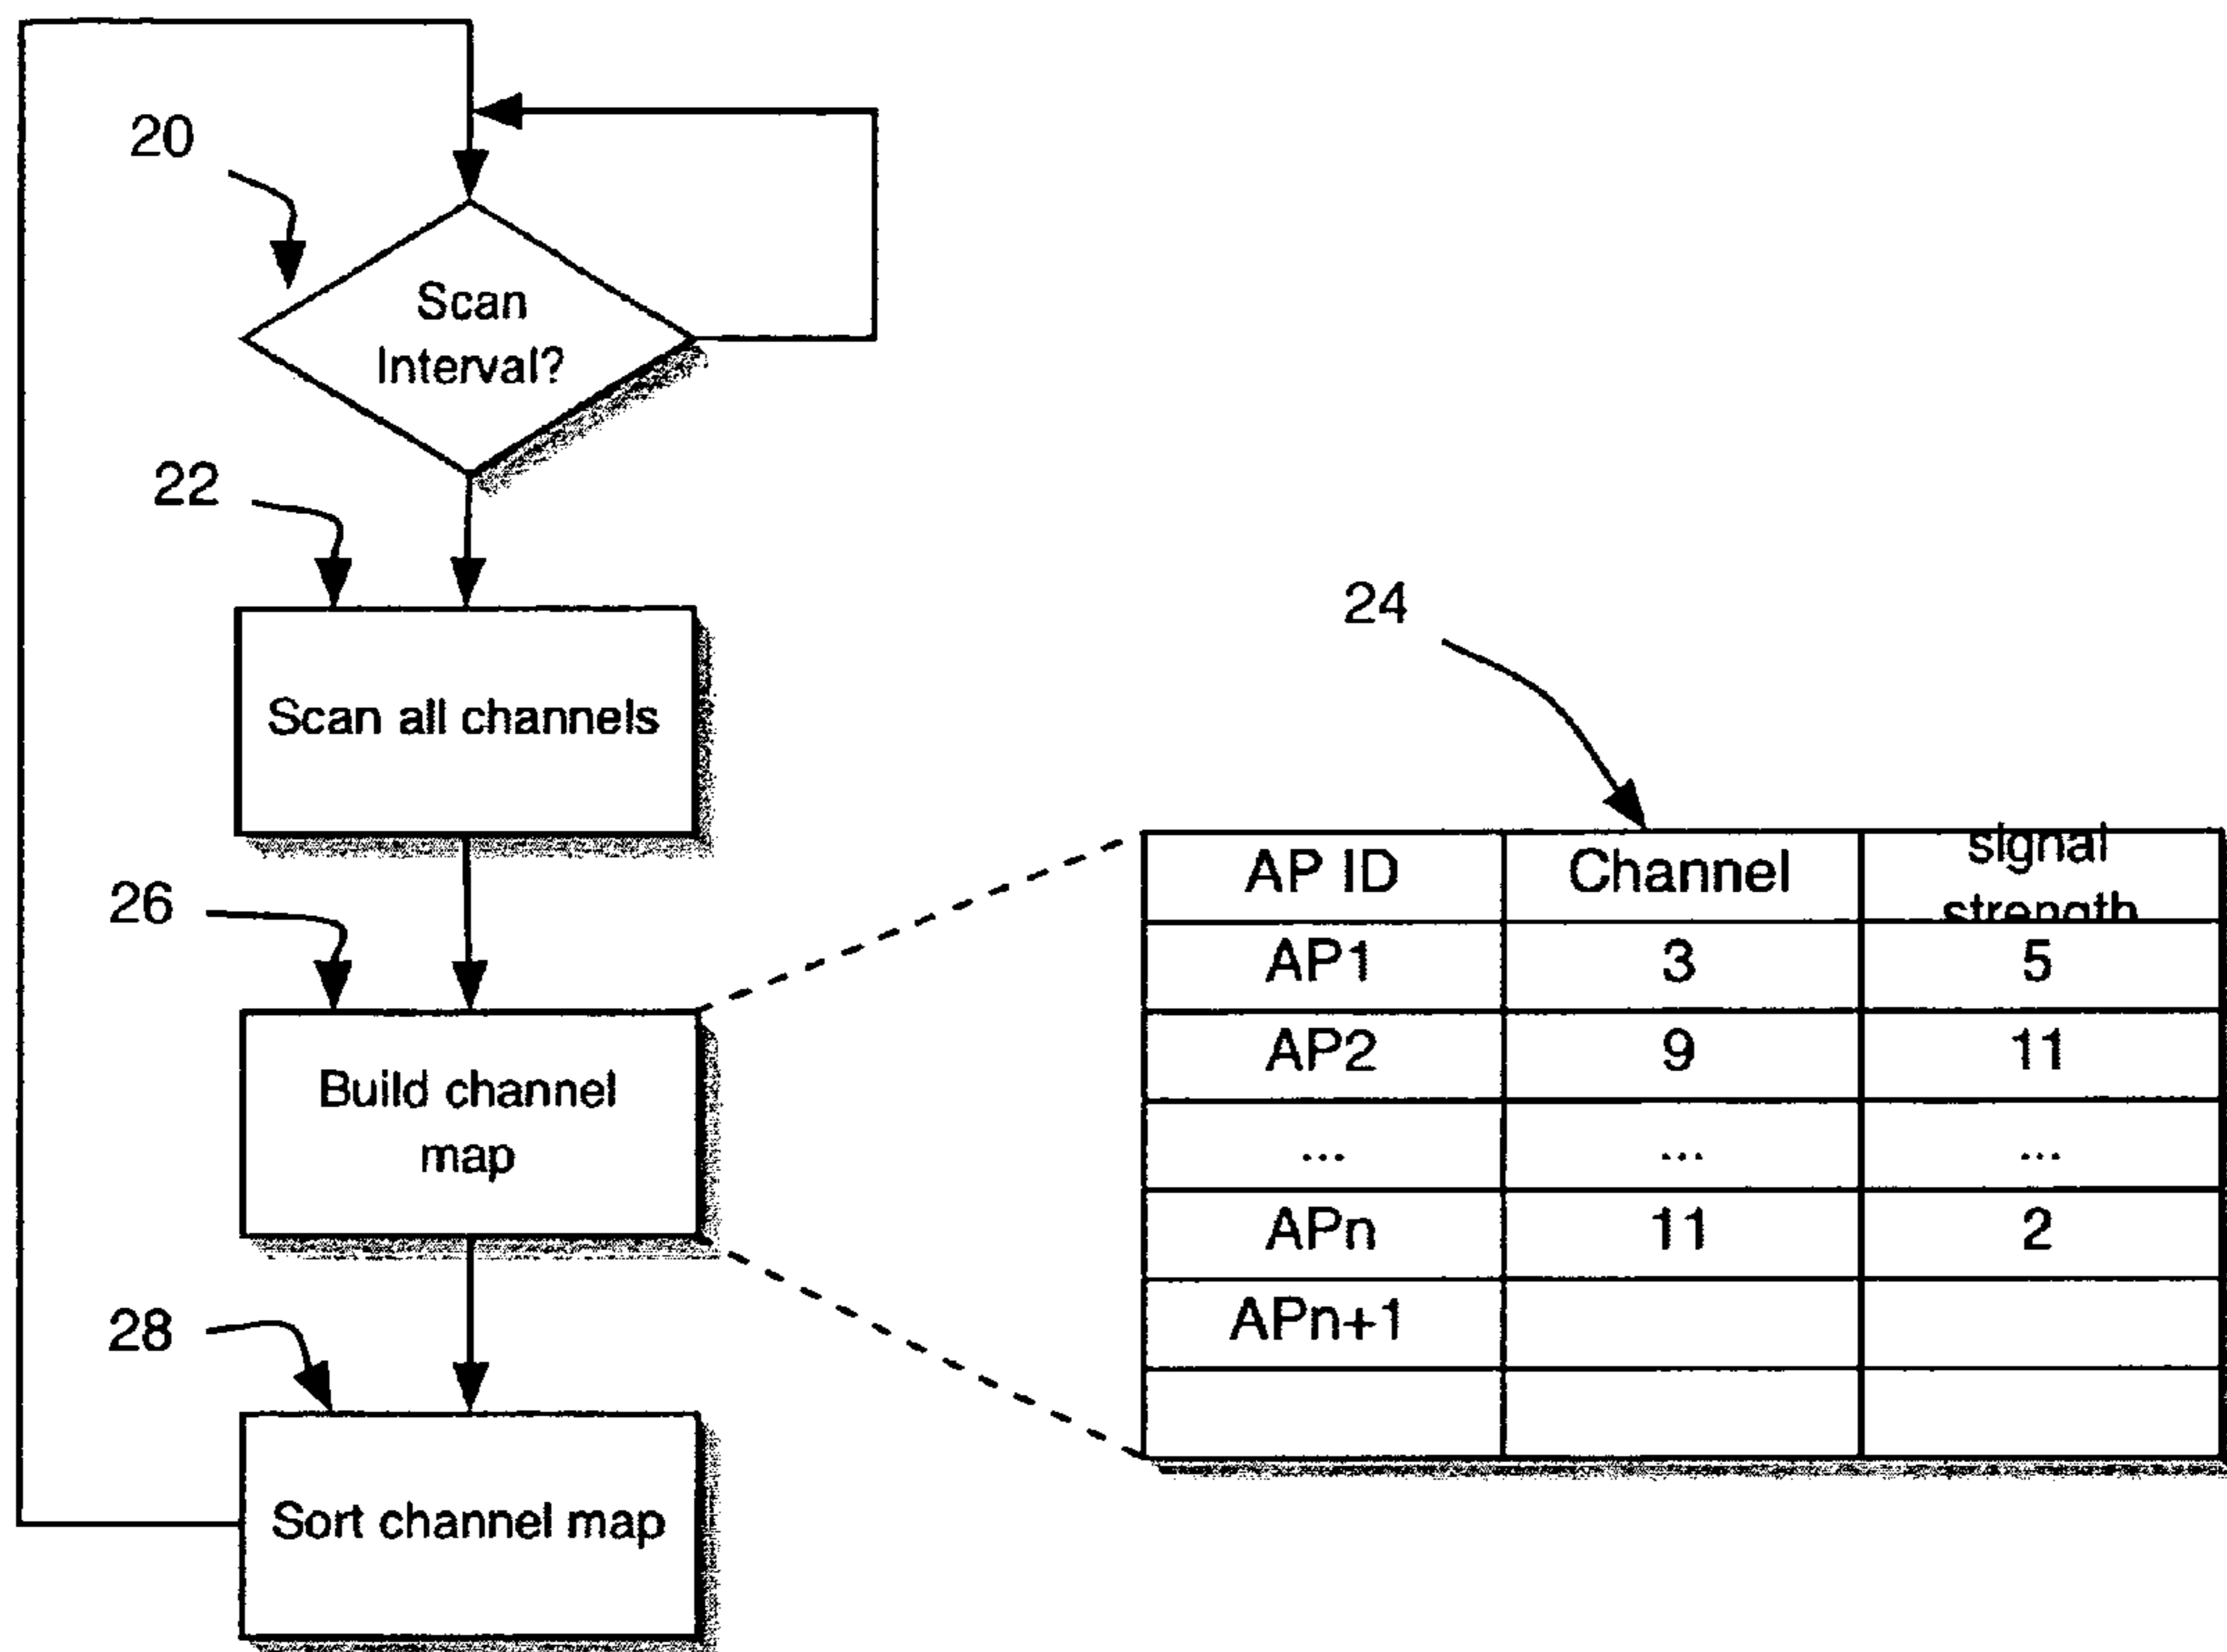 20
Scan
Interval?
22
Scan all channels
24
26
Build channel
map
28
Sort channel map
AP ID Channel signal
strength
AP1 3 5
AP2 9 11
... ... ...
APn 11 2
APn+1